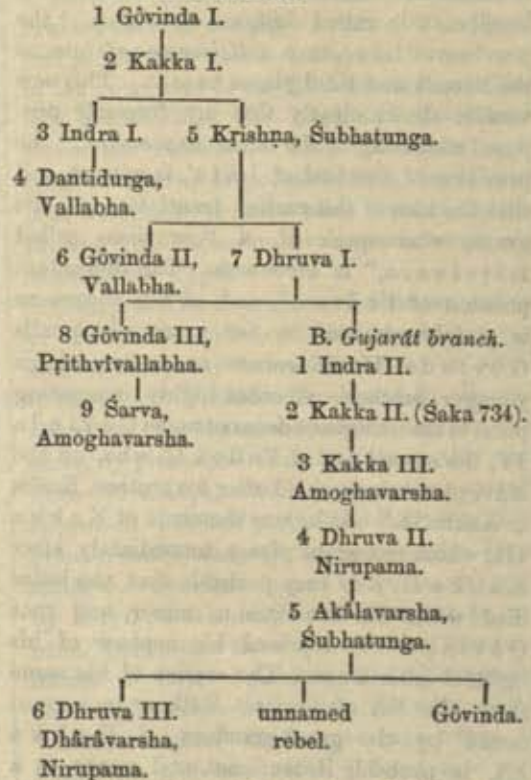 1 Gôvinda I.
2 Kakka I.
3 Indra I. 5 Kṛishṇa, Śubhatunga.
4 Dantidurga,
Vallabha.
6 Gôvinda II, 7 Dhruva I.
Vallabha.
8 Gôvinda III, B. Gujarât branch.
Pṛithvîvallabha. 1 Indra II.
9 Śarva, 2 Kakka II. (Śaka 734).
Amoghavarsha.
3 Kakka III.
Amoghavarsha.
4 Dhruva II.
Nirupama.
5 Akâlavarsha,
Śubhatunga.
6 Dhruva III. unnamed Gôvinda.
Dhârâvarsha, rebel.
Nirupama.